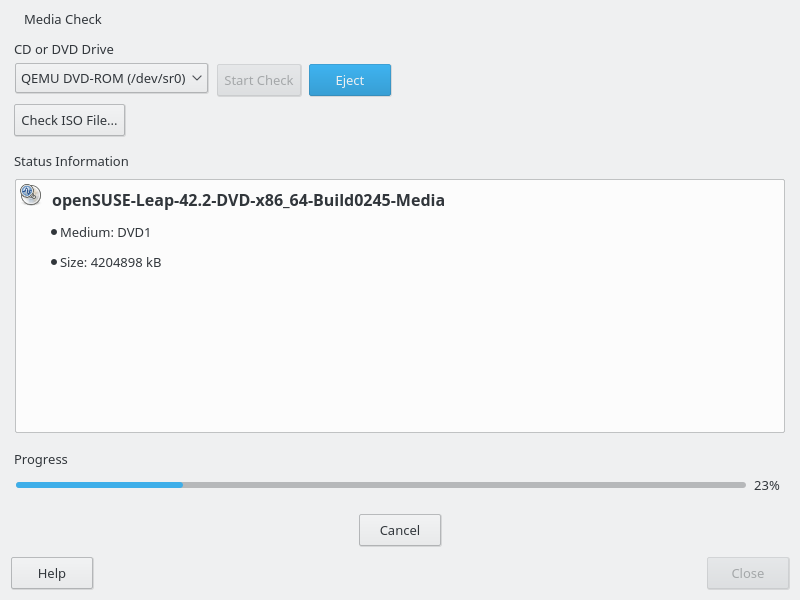 Media Check
CD or DVD Drive
QEMU DVD-ROM (/dev/sr0) Start Check Eject
Check ISO File...
Status Information
openSUSE-Leap-42.2-DVD-x86_64-Build0245-Media
• Medium: DVD1
• Size: 4204898 kB
Progress
23%
Cancel
Help Close